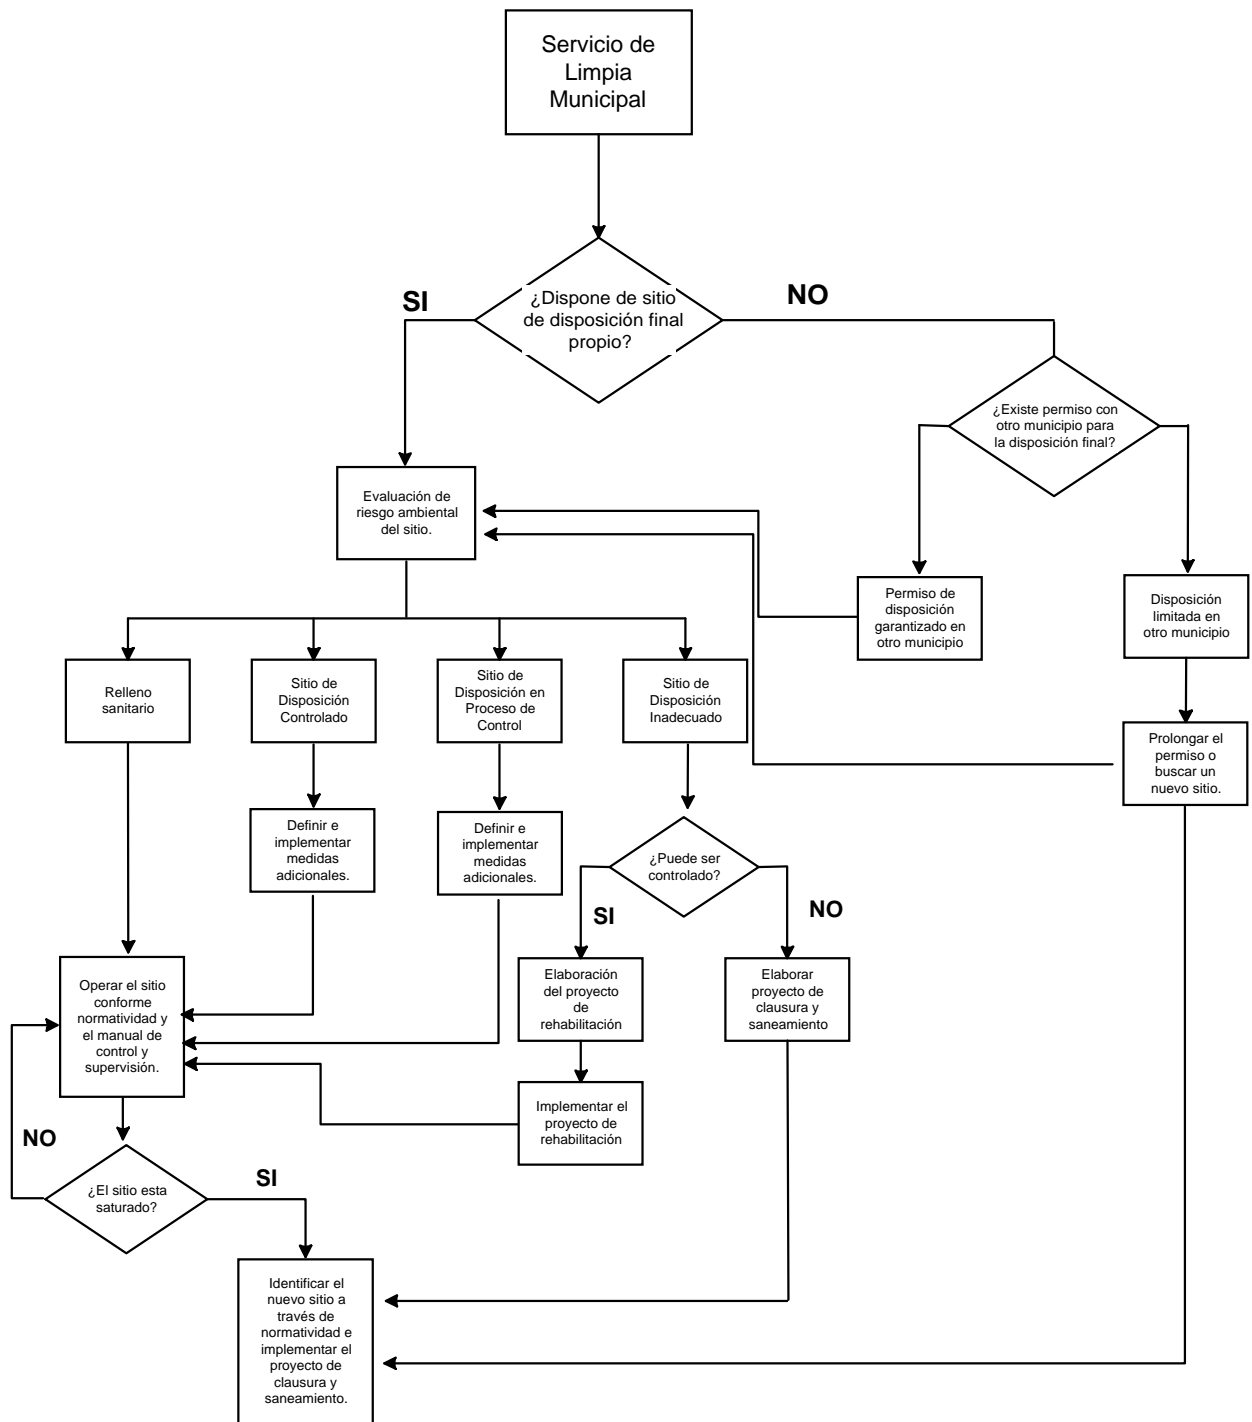 Servicio de
Limpia
Municipal
¿Dispone de sitio
de disposición final
propio?
SI
NO
¿Existe permiso con
otro municipio para
la disposición final?
Evaluación de
riesgo ambiental
del sitio.
Permiso de
disposición
garantizado en
otro municipio
Disposición
limitada en
otro municipio
Relleno
sanitario
Sitio de
Disposición
Controlado
Sitio de
Disposición en
Proceso de
Control
Sitio de
Disposición
Inadecuado
Prolongar el
permiso o
buscar un
nuevo sitio.
Definir e
implementar
medidas
adicionales.
Definir e
implementar
medidas
adicionales.
¿Puede ser
controlado?
SI
NO
Operar el sitio
conforme
normatividad y
el manual de
control y
supervisión.
Elaboración
del proyecto
de
rehabilitación
Elaborar
proyecto de
clausura y
saneamiento
Implementar el
proyecto de
rehabilitación
NO
¿El sitio esta
saturado?
SI
Identificar el
nuevo sitio a
través de
normatividad e
implementar el
proyecto de
clausura y
saneamiento.